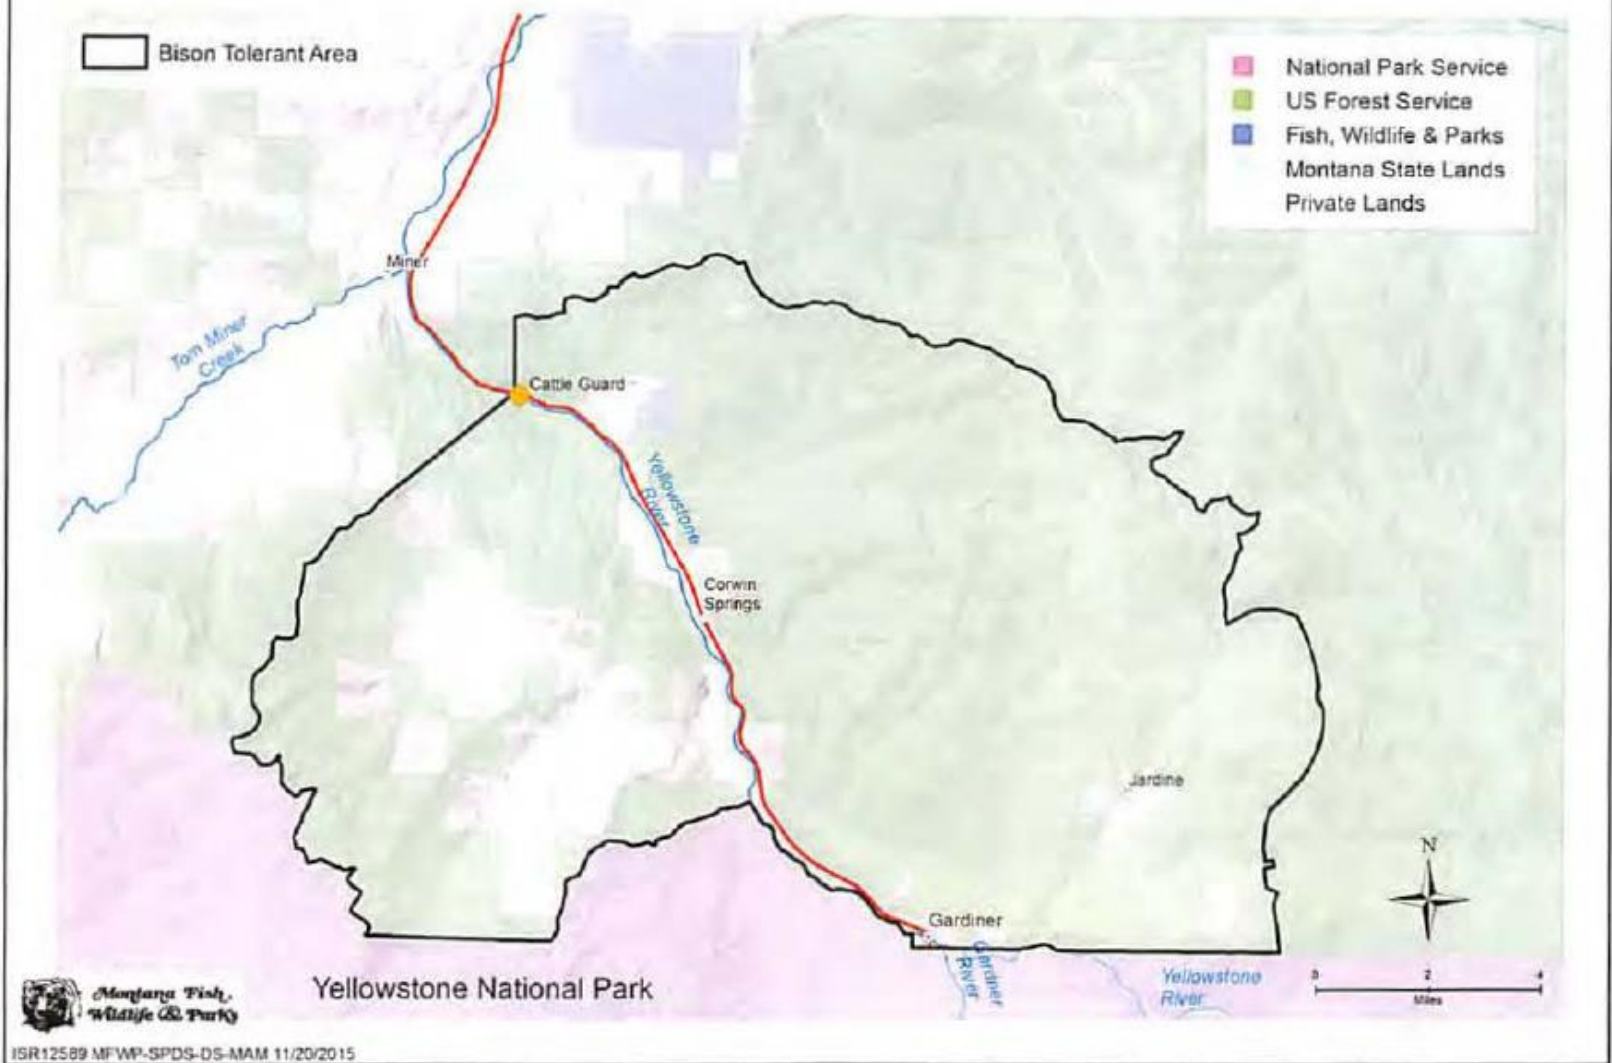 Bison Tolerant Area
National Park Service
US Forest Service
Fish, Wildlife & Parks
Montana State Lands
Private Lands
Miner
Tom Miner
Creek
Cattle Guard
Yellowstone
River
Corwin
Springs
Jardine
N
Gardiner
Gardiner
River
Yellowstone
River
0 2 4
Miles
Yellowstone National Park
Montana Fish,
Wildlife & Parks
ISR12589 MFWP-SPDS-DS-MAM 11/20/2015